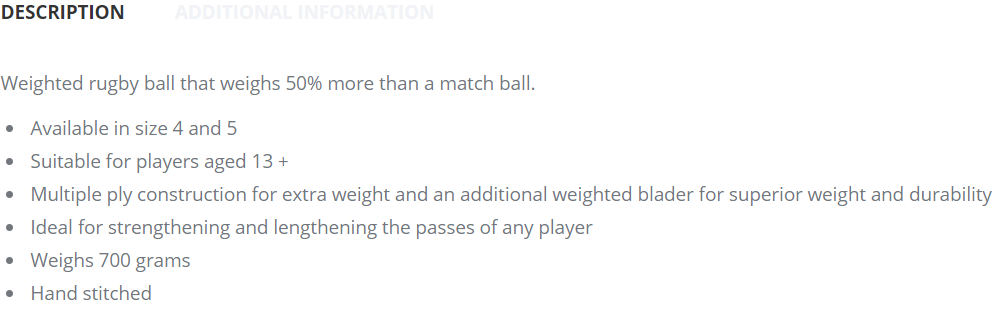 DESCRIPTION ADDITIONAL INFORMATION
Weighted rugby ball that weighs 50% more than a match ball.
• Available in size 4 and 5
• Suitable for players aged 13 +
• Multiple ply construction for extra weight and an additional weighted blader for superior weight and durability
• Ideal for strengthening and lengthening the passes of any player
• Weighs 700 grams
• Hand stitched